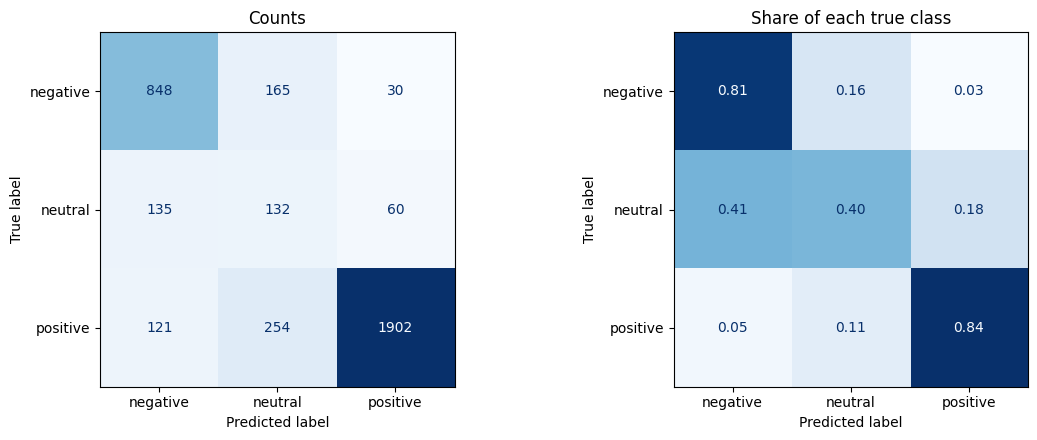 Counts
negative 848 165 30
neutral 135 132 60
positive 121 254 1902
negative neutral positive
Predicted label
True label
Share of each true class
negative 0.81 0.16 0.03
neutral 0.41 0.40 0.18
positive 0.05 0.11 0.84
negative neutral positive
Predicted label
True label